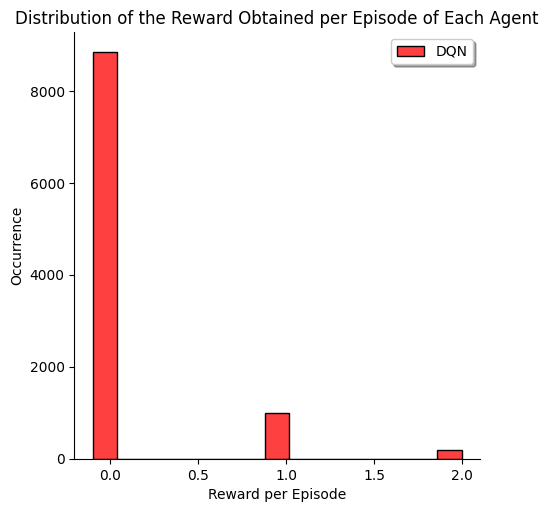 Distribution of the Reward Obtained per Episode of Each Agent
DQN
8000
6000
4000
2000
0
Occurrence
0.0 0.5 1.0 1.5 2.0
Reward per Episode